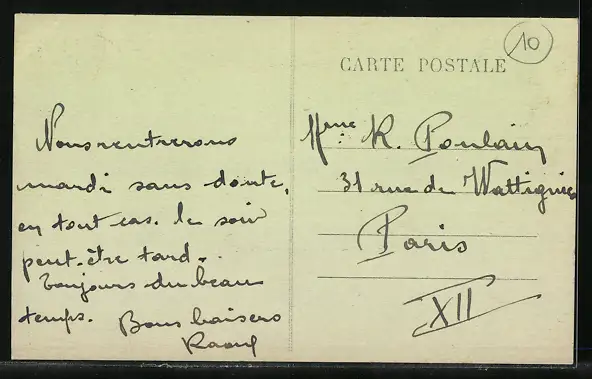 10
CARTE POSTALE
Nous rentrerons
mardi sans doute,
en tout cas. le soir
peut-être tard.
Toujours du beau
temps. Bons baisers
Raoul
Mme R. Poulain
31 rue de Wattignies
Paris
XII